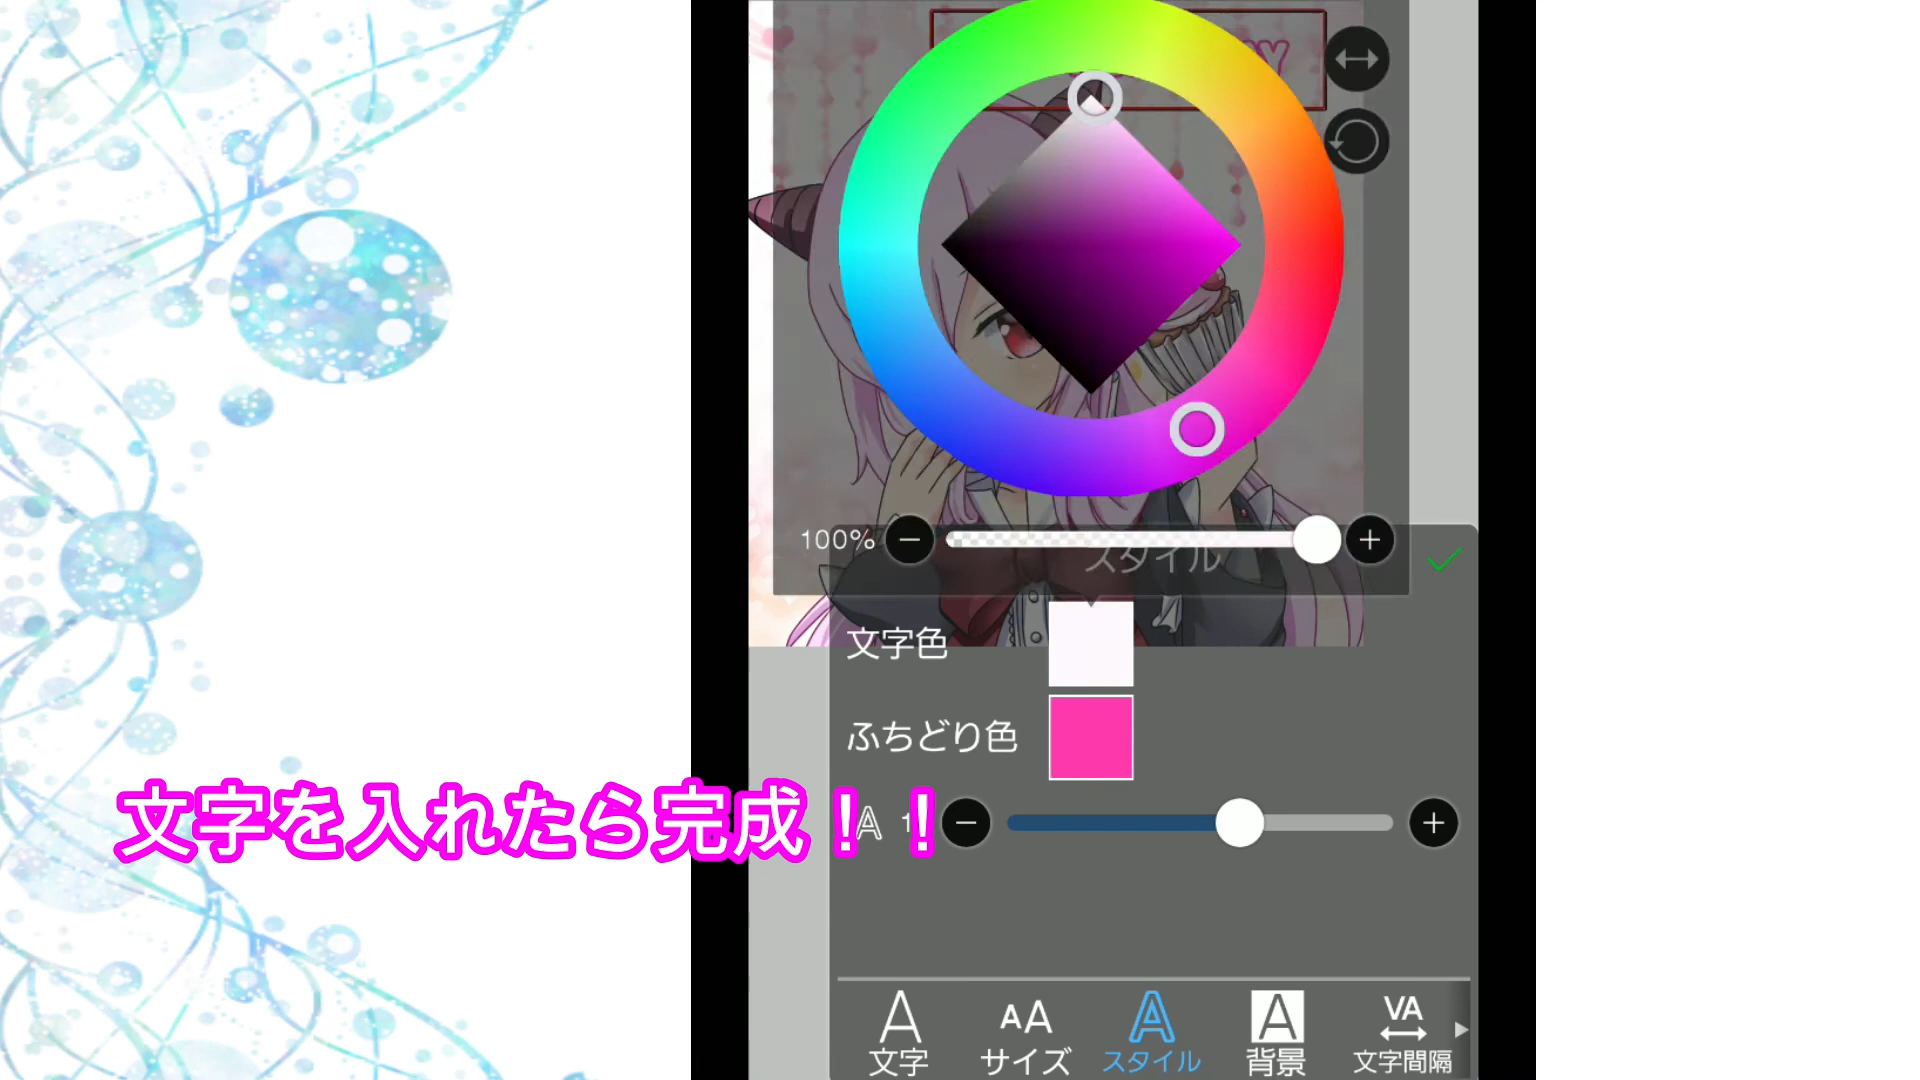 100%
スタイル
文字色
ふちどり色
文字を入れたら完成！！
A
文字
サイズ
スタイル
背景
文字間隔